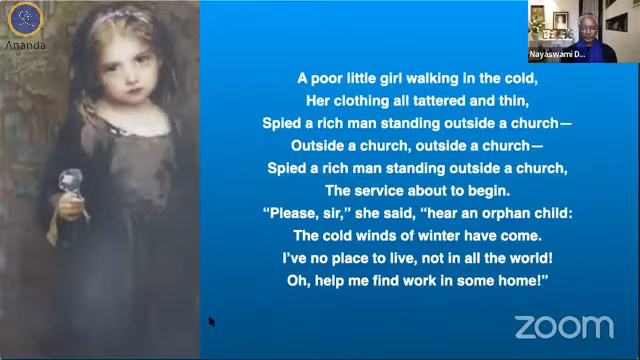 Ananda
Nayaswami D...
A poor little girl walking in the cold,
Her clothing all tattered and thin,
Spied a rich man standing outside a church—
Outside a church, outside a church—
Spied a rich man standing outside a church,
The service about to begin.
“Please, sir,” she said, “hear an orphan child:
The cold winds of winter have come.
I’ve no place to live, not in all the world!
Oh, help me find work in some home!”
zoom